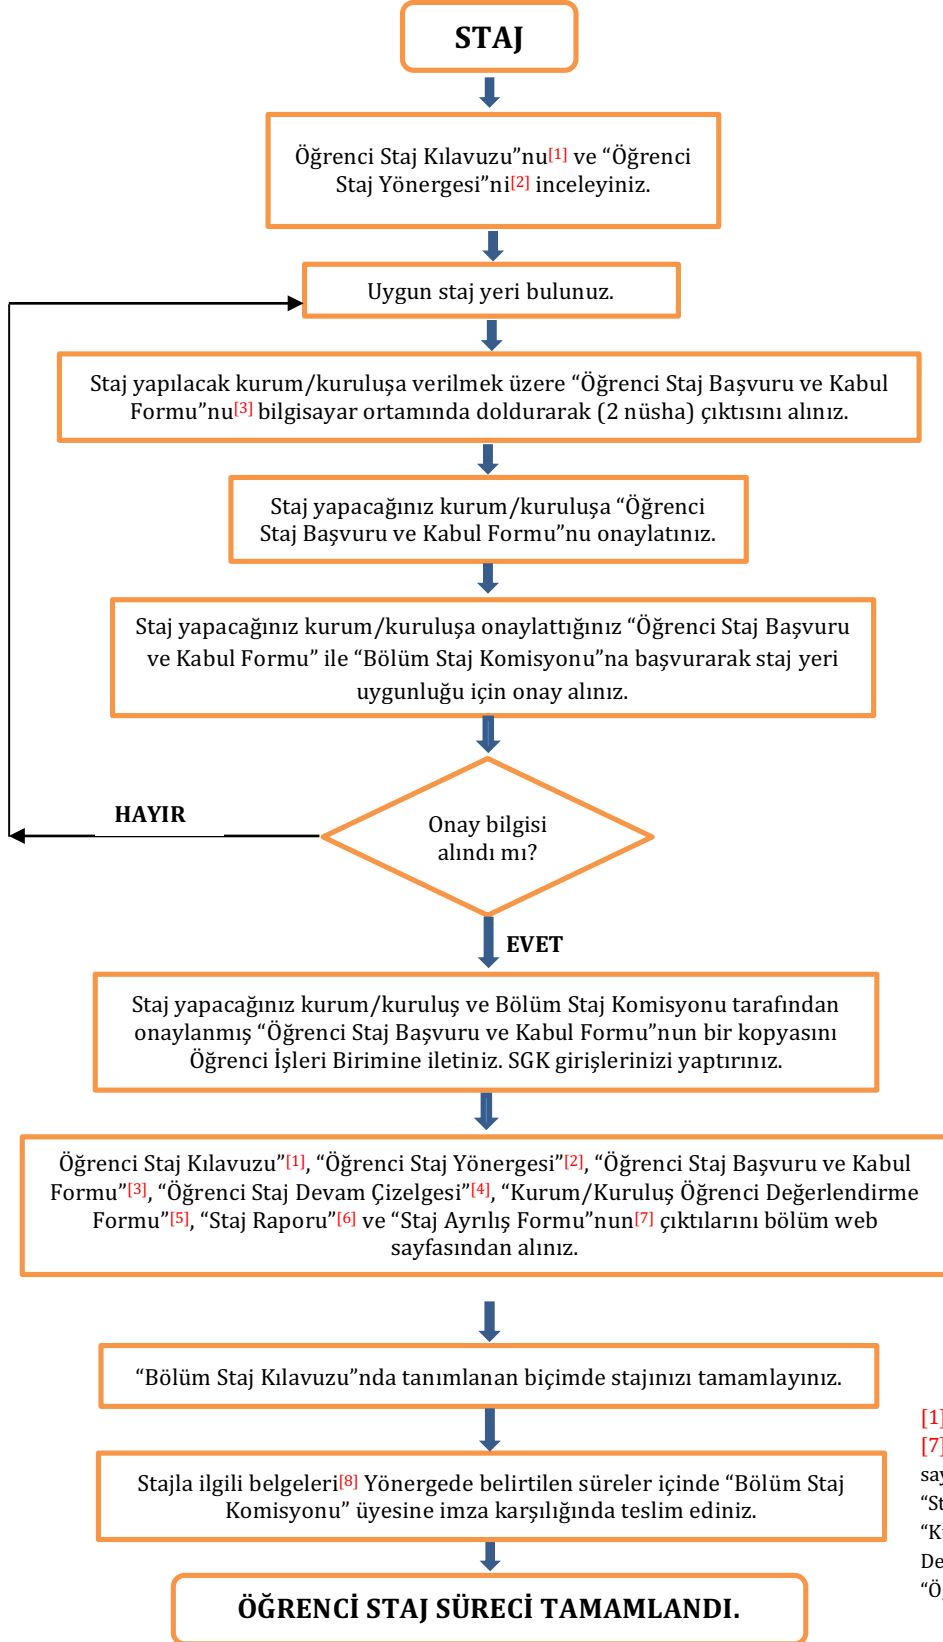 STAJ
Öğrenci Staj Kılavuzu”nu[1] ve “Öğrenci
Staj Yönergesi”ni[2] inceleyiniz.
Uygun staj yeri bulunuz.
Staj yapılacak kurum/kuruluşa verilmek üzere “Öğrenci Staj Başvuru ve Kabul
Formu”nu[3] bilgisayar ortamında doldurarak (2 nüsha) çıktısını alınız.
Staj yapacağınız kurum/kuruluşa “Öğrenci
Staj Başvuru ve Kabul Formu”nu onaylatınız.
Staj yapacağınız kurum/kuruluşa onaylattığınız “Öğrenci Staj Başvuru
ve Kabul Formu” ile “Bölüm Staj Komisyonu”na başvurarak staj yeri
uygunluğu için onay alınız.
HAYIR
Onay bilgisi
alındı mı?
EVET
Staj yapacağınız kurum/kuruluş ve Bölüm Staj Komisyonu tarafından
onaylanmış “Öğrenci Staj Başvuru ve Kabul Formu”nun bir kopyasını
Öğrenci İşleri Birimine iletiniz. SGK girişlerinizi yaptırınız.
Öğrenci Staj Kılavuzu”[1], “Öğrenci Staj Yönergesi”[2], “Öğrenci Staj Başvuru ve Kabul
Formu”[3], “Öğrenci Staj Devam Çizelgesi”[4], “Kurum/Kuruluş Öğrenci Değerlendirme
Formu”[5], “Staj Raporu”[6] ve “Staj Ayrılış Formu”nun[7] çıktılarını bölüm web
sayfasından alınız.
“Bölüm Staj Kılavuzu”nda tanımlanan biçimde stajınızı tamamlayınız.
Stajla ilgili belgeleri[8] Yönergede belirtilen süreler içinde “Bölüm Staj
Komisyonu” üyesine imza karşılığında teslim ediniz.
ÖĞRENCİ STAJ SÜRECİ TAMAMLANDI.
[1]
[7]